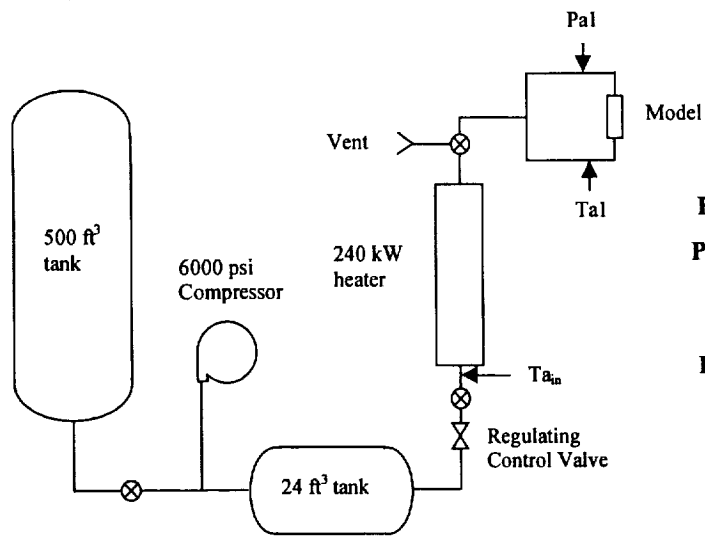 Pa1
Model
Vent
Ta1
500 ft³
tank
240 kW
heater
6000 psi
Compressor
Ta_in
Regulating
Control Valve
24 ft³ tank